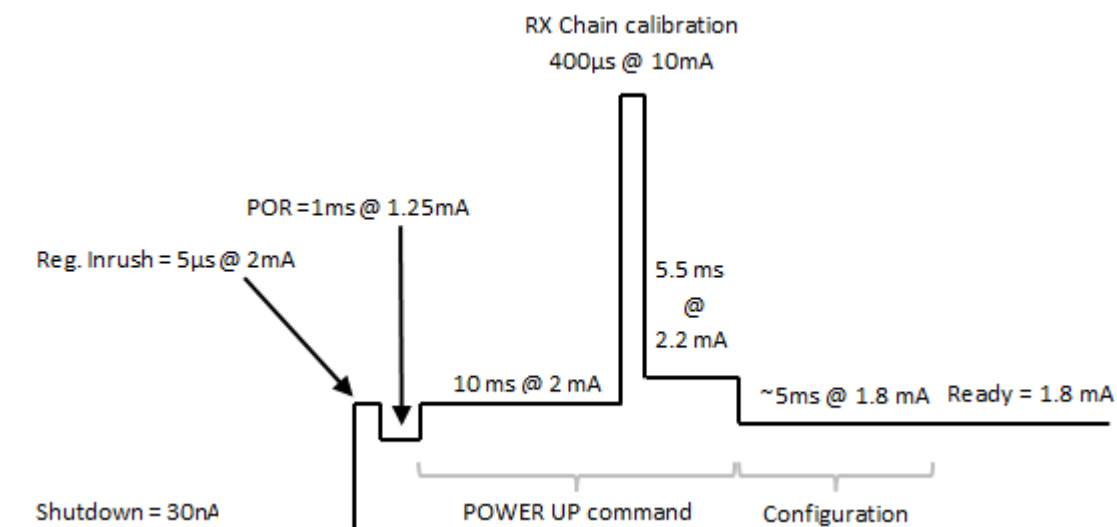 RX Chain calibration
400µs @ 10mA
POR =1ms @ 1.25mA
Reg. Inrush = 5µs @ 2mA
5.5 ms
@
2.2 mA
10 ms @ 2 mA
~5ms @ 1.8 mA
Ready = 1.8 mA
Shutdown = 30nA
POWER UP command
Configuration